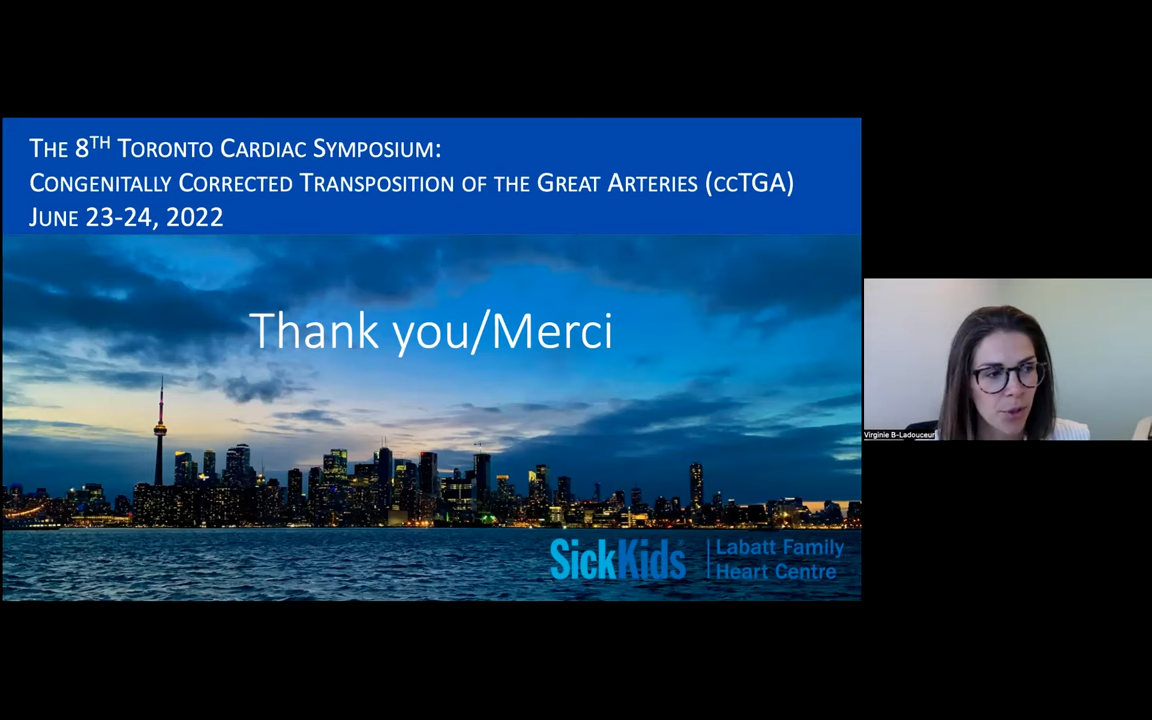 THE 8TH TORONTO CARDIAC SYMPOSIUM:
CONGENITALLY CORRECTED TRANSPOSITION OF THE GREAT ARTERIES (CCTGA)
JUNE 23-24, 2022
Thank you/Merci
SickKids
Labatt Family
Heart Centre
Virginie B-Ladouceur